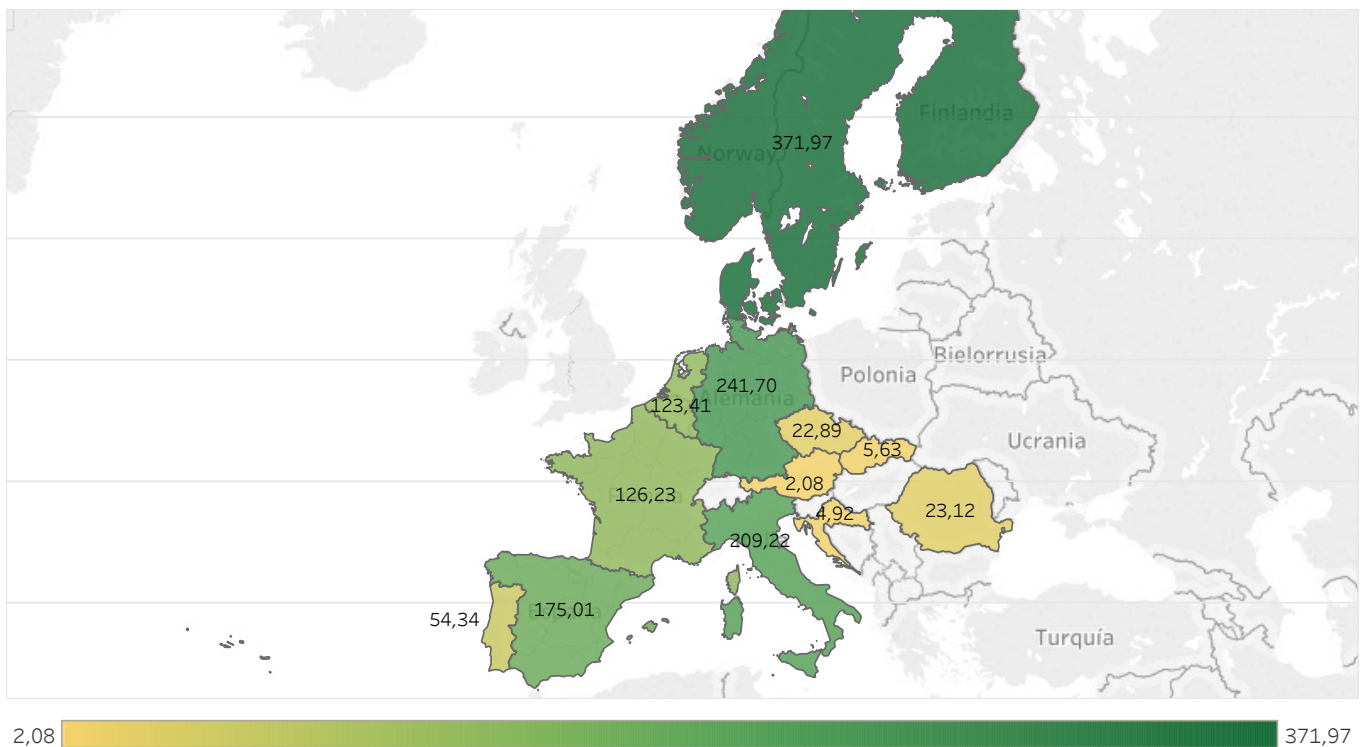 Finlandia
371,97
Norway
Bielorrusia
Polonia
241,70
Alemania
123,41
22,89
Ucrania
5,63
2,08
126,23
23,12
4,92
209,22
175,01
54,34
Turquía
2,08
371,97